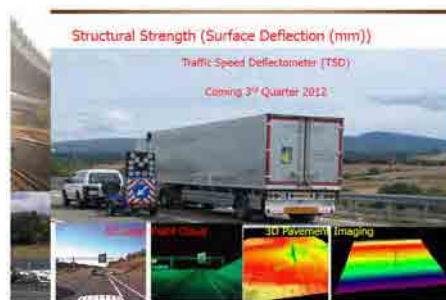 Structural Strength (Surface Deflection (mm))
Traffic Speed Deflectometer (TSD)
Coming 3rd Quarter 2012
3D Pavement Imaging